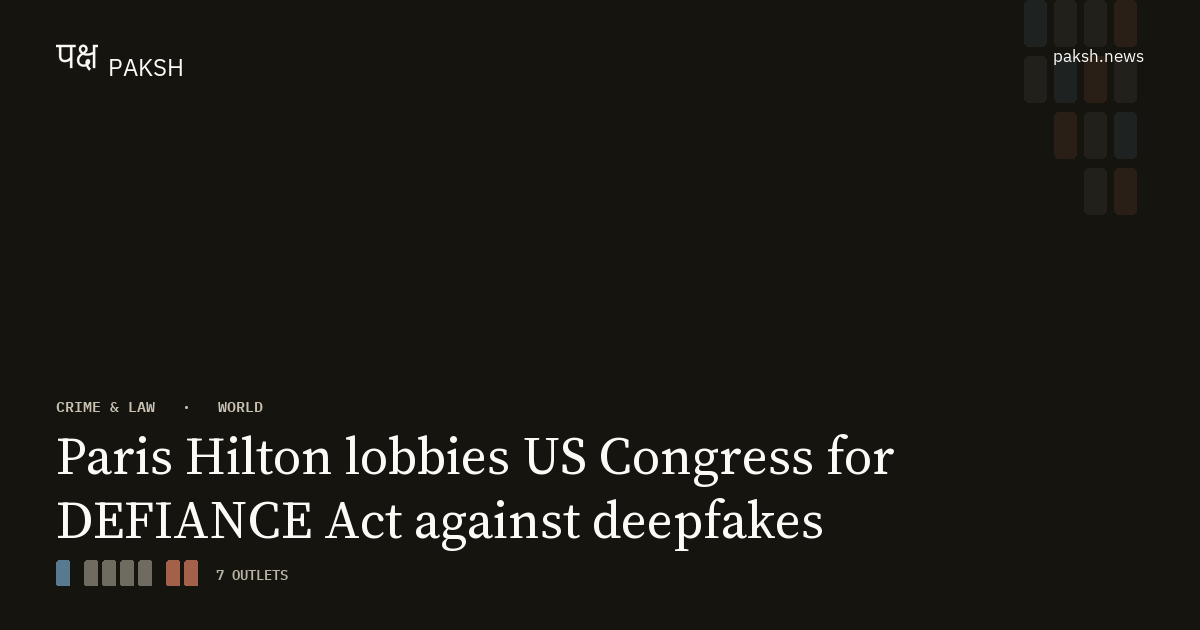 पक्ष PAKSH
paksh.news
CRIME & LAW · WORLD
Paris Hilton lobbies US Congress for
DEFIANCE Act against deepfakes
7 OUTLETS